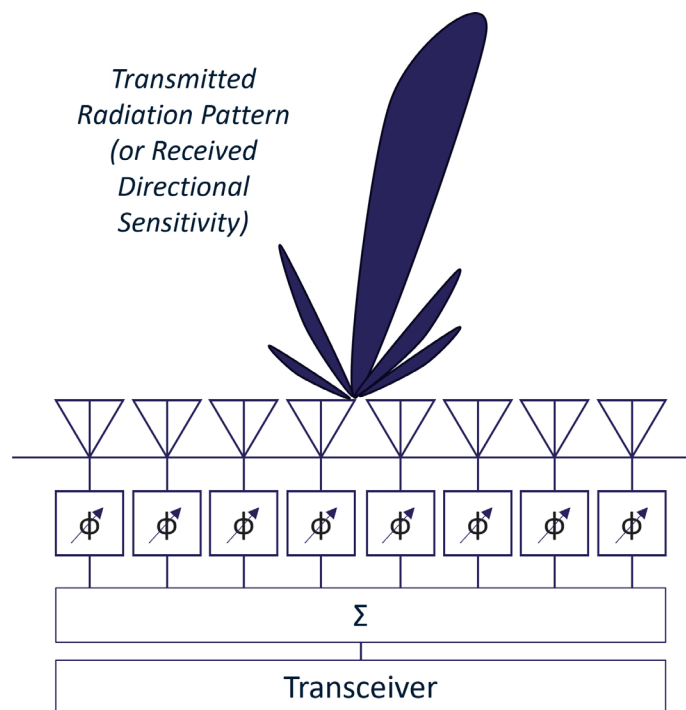 Transmitted
Radiation Pattern
(or Received
Directional
Sensitivity)
ϕ ϕ ϕ ϕ ϕ ϕ ϕ ϕ
Σ
Transceiver